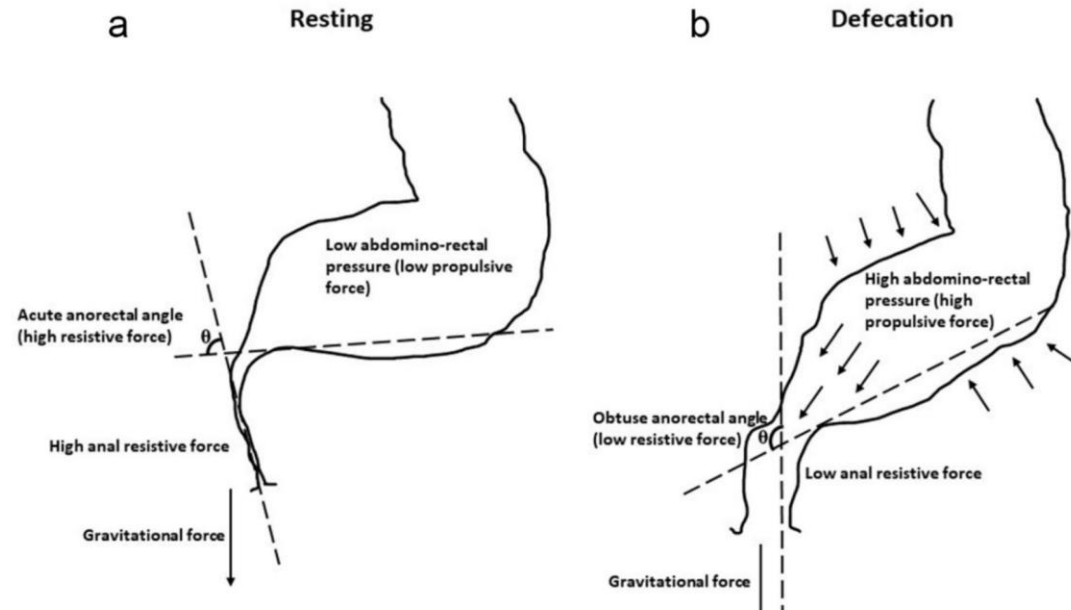 a
Resting
Low abdomino-rectal
pressure (low propulsive
force)
Acute anorectal angle
(high resistive force)
θ
High anal resistive force
Gravitational force
b
Defecation
High abdomino-rectal
pressure (high
propulsive force)
Obtuse anorectal angle
(low resistive force)
θ
Low anal resistive force
Gravitational force